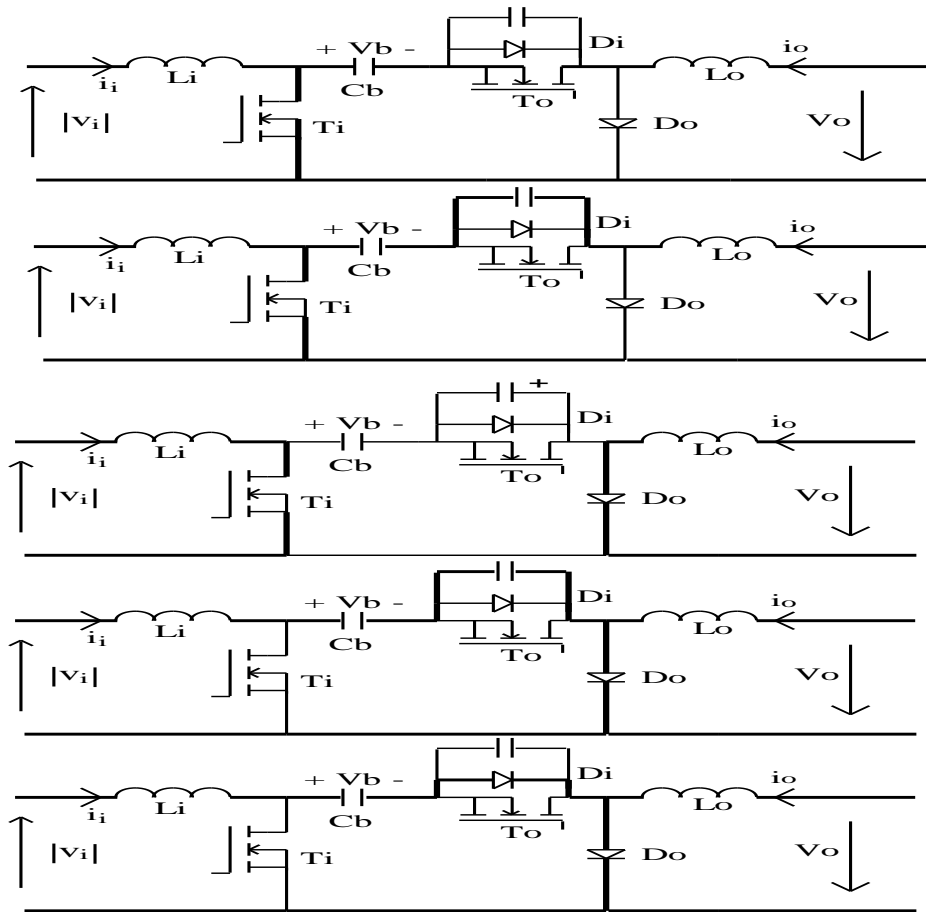 + Vb - Di
Li Cb To Lo io
ii
|vi| Ti Do Vo
+ Vb - Di
Li Cb To Lo io
ii
|vi| Ti Do Vo
+
+ Vb - Di
Li Cb To Lo io
ii
|vi| Ti Do Vo
+ Vb - Di
Li Cb To Lo io
ii
|vi| Ti Do Vo
+ Vb - Di
Li Cb To Lo io
ii
|vi| Ti Do Vo